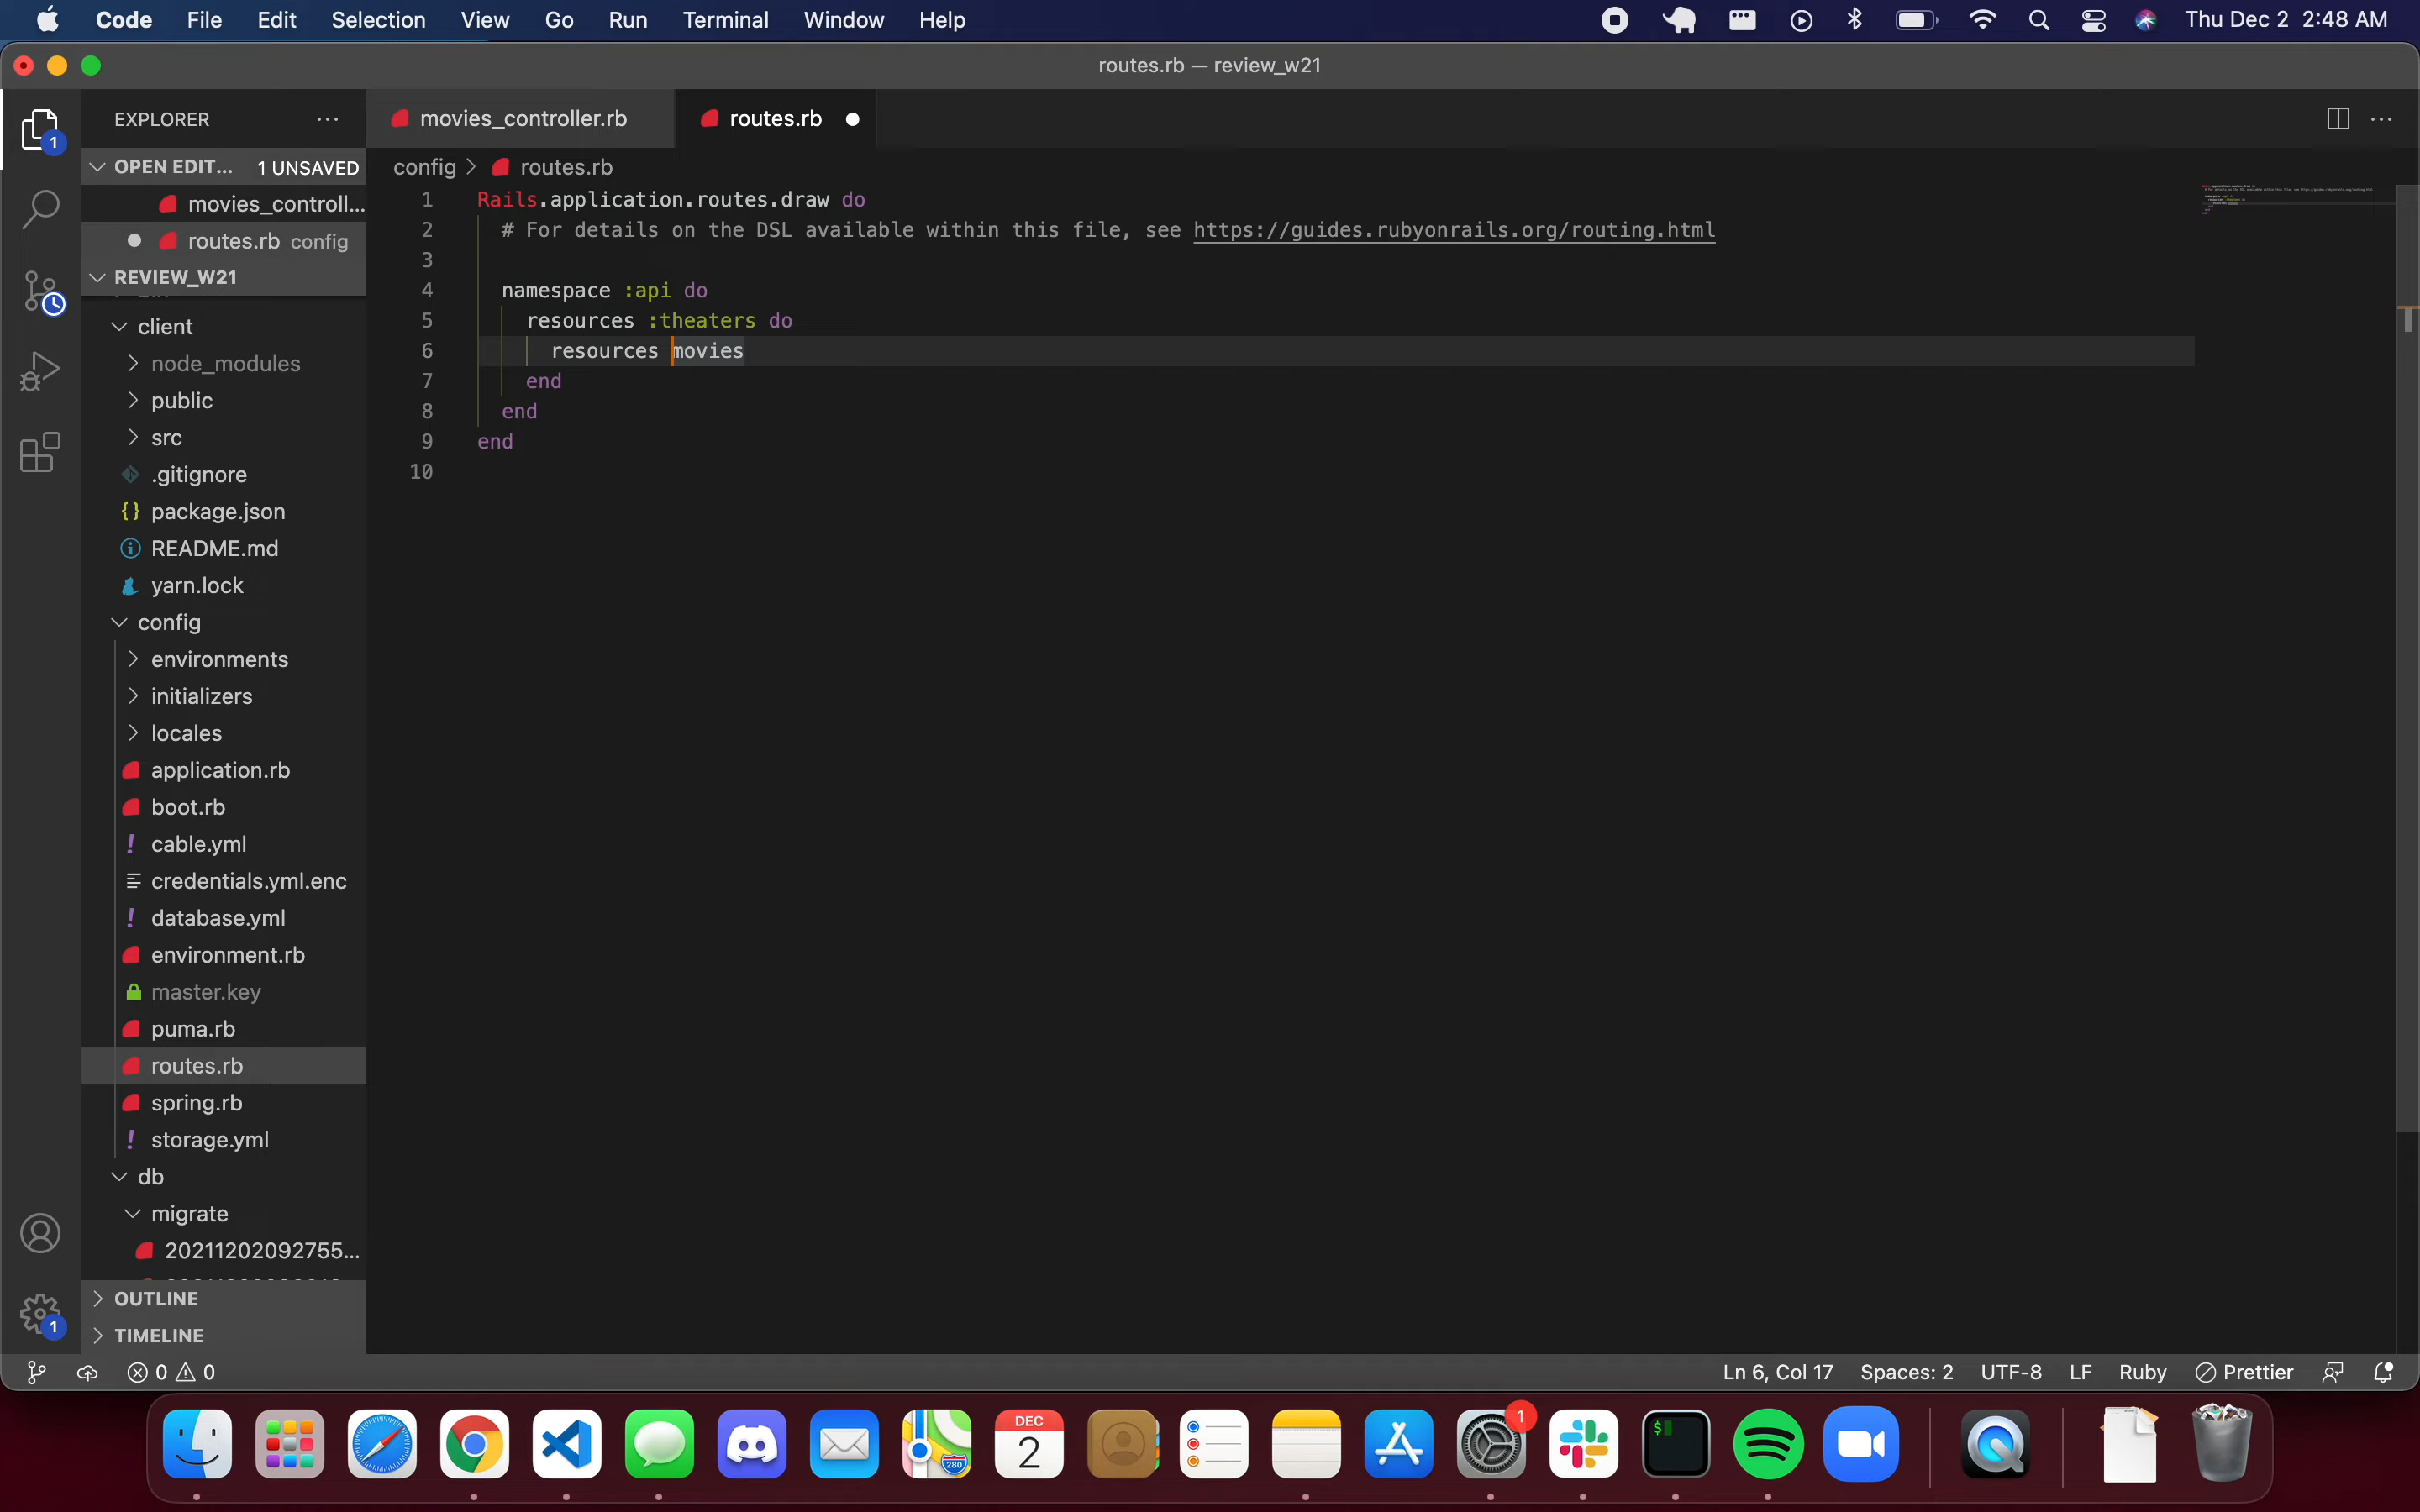 Code File Edit Selection View Go Run Terminal Window Help Thu Dec 2 2:48 AM
routes.rb — review_w21
EXPLORER
movies_controller.rb
routes.rb
OPEN EDIT... 1 UNSAVED
config > routes.rb
movies_controll...
routes.rb config
REVIEW_W21
client
node_modules
public
src
.gitignore
package.json
README.md
yarn.lock
config
environments
initializers
locales
application.rb
boot.rb
cable.yml
credentials.yml.enc
database.yml
environment.rb
master.key
puma.rb
routes.rb
spring.rb
storage.yml
db
migrate
20211202092755...
OUTLINE
TIMELINE
1 Rails.application.routes.draw do
2 # For details on the DSL available within this file, see https://guides.rubyonrails.org/routing.html
3
4 namespace :api do
5 resources :theaters do
6 resources movies
7 end
8 end
9 end
10
1
1
0 0
Ln 6, Col 17 Spaces: 2 UTF-8 LF Ruby Prettier
280
DEC
2
1
$